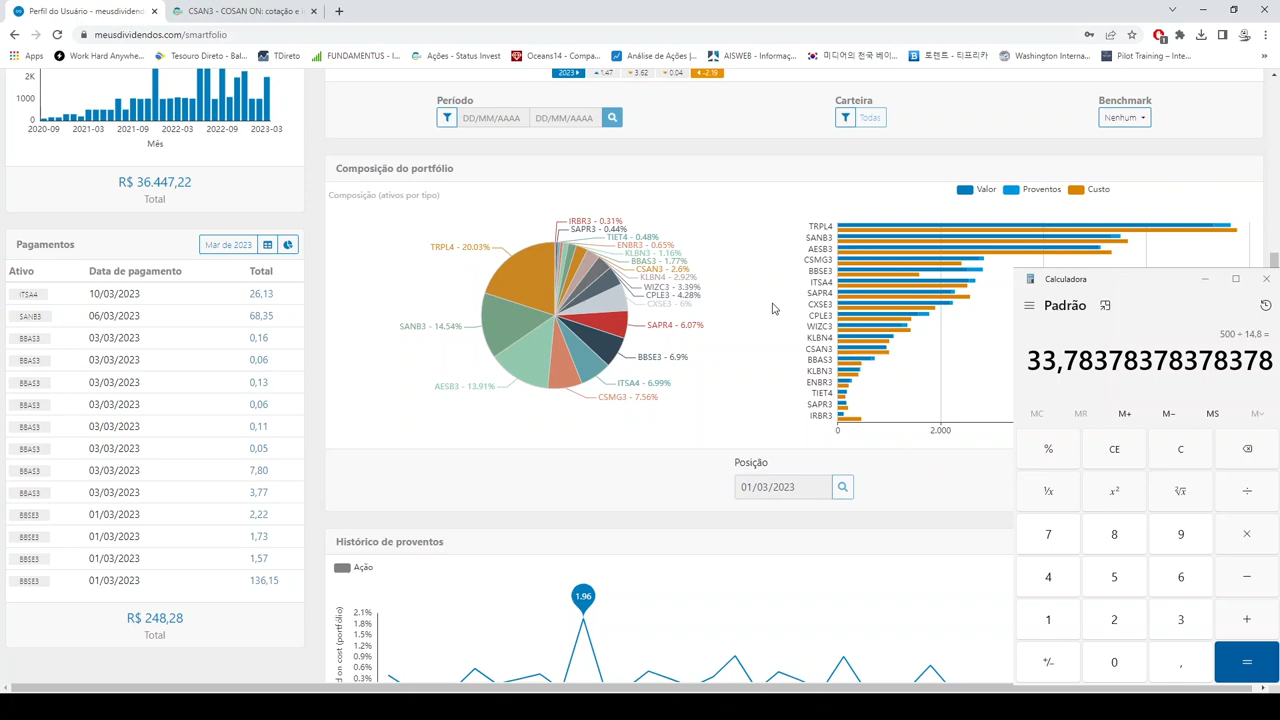 Perfil do Usuário - meusdividend
CSAN3 - COSAN ON: cotação e i
meusdividendos.com/smartfolio
Apps
Work Hard Anywhe...
Tesouro Direto - Bal...
TDireto
FUNDAMENTUS - I...
Ações - Status Invest
Oceans14 - Compa...
Análise de Ações |...
AISWEB - Informaç...
미디어의 천국 베이...
토렌트 - 티프리카
Washington Interna...
Pilot Training – Inte...
2K
1000
0
2020-09
2021-03
2021-09
2022-03
2022-09
2023-03
Mês
R$ 36.447,22
Total
Pagamentos
Mar de 2023
Ativo Data de pagamento Total
ITSA4 10/03/2023 26,13
SANB3 06/03/2023 68,35
BBAS3 03/03/2023 0,16
BBAS3 03/03/2023 0,06
BBAS3 03/03/2023 0,13
BBAS3 03/03/2023 0,06
BBAS3 03/03/2023 0,11
BBAS3 03/03/2023 0,05
BBAS3 03/03/2023 7,80
BBAS3 03/03/2023 3,77
BBSE3 01/03/2023 2,22
BBSE3 01/03/2023 1,73
BBSE3 01/03/2023 1,57
BBSE3 01/03/2023 136,15
R$ 248,28
Total
2023 1.47 3.62 0.04 -2.19
Período
DD/MM/AAAA
DD/MM/AAAA
Carteira
Todas
Benchmark
Nenhum
Composição do portfólio
Composição (ativos por tipo)
IRBR3 - 0.31%
SAPR3 - 0.44%
TIET4 - 0.48%
ENBR3 - 0.65%
KLBN3 - 1.16%
BBAS3 - 1.77%
CSAN3 - 2.6%
KLBN4 - 2.92%
WIZC3 - 3.39%
CPLE3 - 4.28%
CXSE3 - 6%
SAPR4 - 6.07%
BBSE3 - 6.9%
ITSA4 - 6.99%
CSMG3 - 7.56%
AESB3 - 13.91%
SANB3 - 14.54%
TRPL4 - 20.03%
Valor
Proventos
Custo
TRPL4
SANB3
AESB3
CSMG3
BBSE3
ITSA4
SAPR4
CXSE3
CPLE3
WIZC3
KLBN4
CSAN3
BBAS3
KLBN3
ENBR3
TIET4
SAPR3
IRBR3
0
2.000
Posição
01/03/2023
Histórico de proventos
Ação
d on cost (portfólio)
1.96
2.1%
1.8%
1.5%
1.2%
0.9%
0.6%
0.3%
Calculadora
Padrão
500 ÷ 14,8 =
33,78378378378378
MC MR M+ M− MS M
% CE C
¹/x x² ²√x ÷
7 8 9 ×
4 5 6 −
1 2 3 +
+/− 0 , =